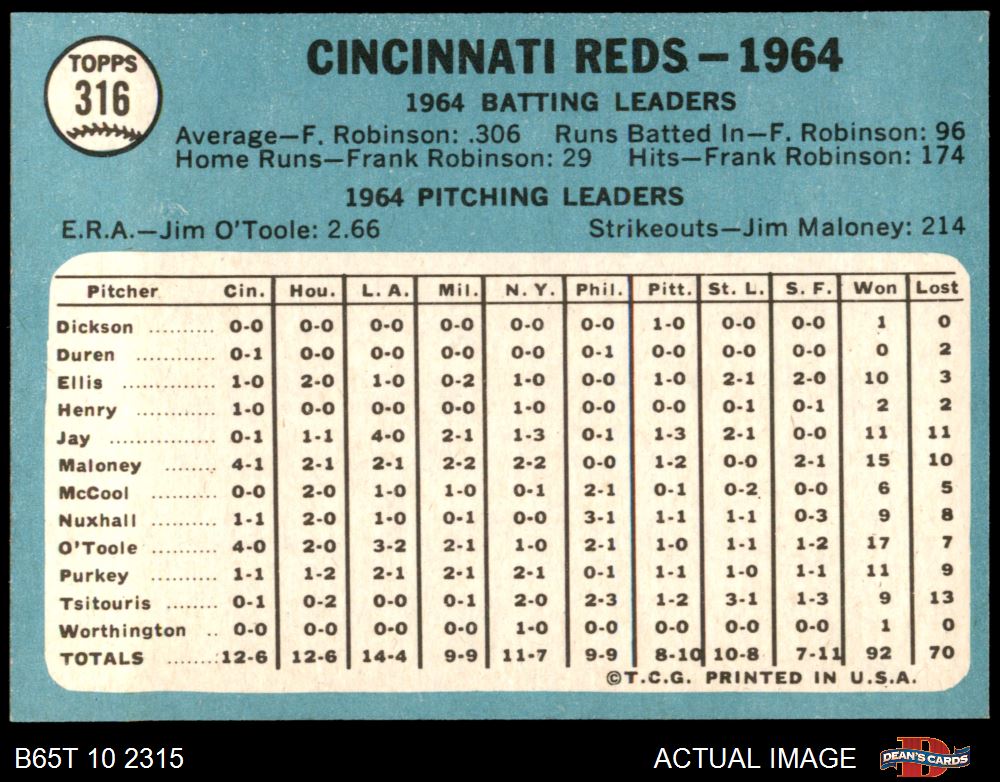 TOPPS
316
CINCINNATI REDS – 1964
1964 BATTING LEADERS
Average—F. Robinson: .306 Runs Batted In—F. Robinson: 96
Home Runs—Frank Robinson: 29 Hits—Frank Robinson: 174
1964 PITCHING LEADERS
E.R.A.—Jim O'Toole: 2.66 Strikeouts—Jim Maloney: 214
Pitcher Cin. Hou. L. A. Mil. N. Y. Phil. Pitt. St. L. S. F. Won Lost
Dickson .......... 0-0 0-0 0-0 0-0 0-0 0-0 1-0 0-0 0-0 1 0
Duren ............ 0-1 0-0 0-0 0-0 0-0 0-1 0-0 0-0 0-0 0 2
Ellis ............ 1-0 2-0 1-0 0-2 1-0 0-0 1-0 2-1 2-0 10 3
Henry ............ 1-0 0-0 0-0 0-0 1-0 0-0 0-0 0-1 0-1 2 2
Jay .............. 0-1 1-1 4-0 2-1 1-3 0-1 1-3 2-1 0-0 11 11
Maloney ....... 4-1 2-1 2-1 2-2 2-2 0-0 1-2 0-0 2-1 15 10
McCool .......... 0-0 2-0 1-0 1-0 0-1 2-1 0-1 0-2 0-0 6 5
Nuxhall .......... 1-1 2-0 1-0 0-1 0-0 3-1 1-1 1-1 0-3 9 8
O'Toole .......... 4-0 2-0 3-2 2-1 1-0 2-1 1-0 1-1 1-2 17 7
Purkey .......... 1-1 1-2 2-1 2-1 2-1 0-1 1-1 1-0 1-1 11 9
Tsitouris ........ 0-1 0-2 0-0 0-1 2-0 2-3 1-2 3-1 1-3 9 13
Worthington .. 0-0 0-0 0-0 0-0 1-0 0-0 0-0 0-0 0-0 1 0
TOTALS .......: 12-6 12-6 14-4 9-9 11-7 9-9 8-10 10-8 7-11 92 70
©T.C.G. PRINTED IN U.S.A.
B65T 10 2315 ACTUAL IMAGE DEAN'S CARDS